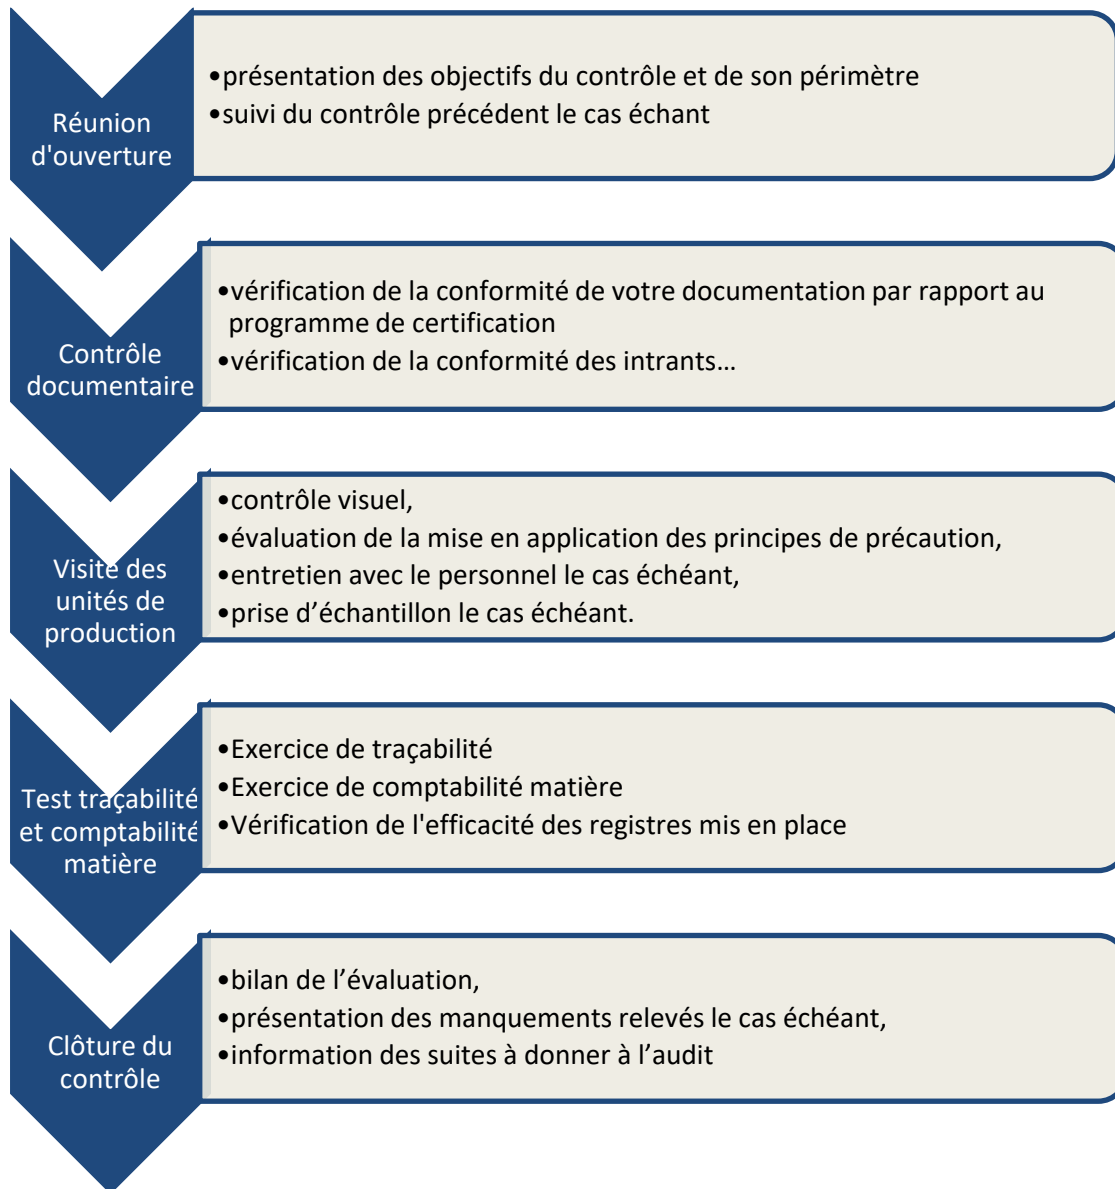 Réunion
d'ouverture
•présentation des objectifs du contrôle et de son périmètre
•suivi du contrôle précédent le cas échant
Contrôle
documentaire
•vérification de la conformité de votre documentation par rapport au
programme de certification
•vérification de la conformité des intrants...
Visite des
unités de
production
•contrôle visuel,
•évaluation de la mise en application des principes de précaution,
•entretien avec le personnel le cas échéant,
•prise d’échantillon le cas échéant.
Test traçabilité
et comptabilité
matière
•Exercice de traçabilité
•Exercice de comptabilité matière
•Vérification de l'efficacité des registres mis en place
Clôture du
contrôle
•bilan de l’évaluation,
•présentation des manquements relevés le cas échéant,
•information des suites à donner à l’audit